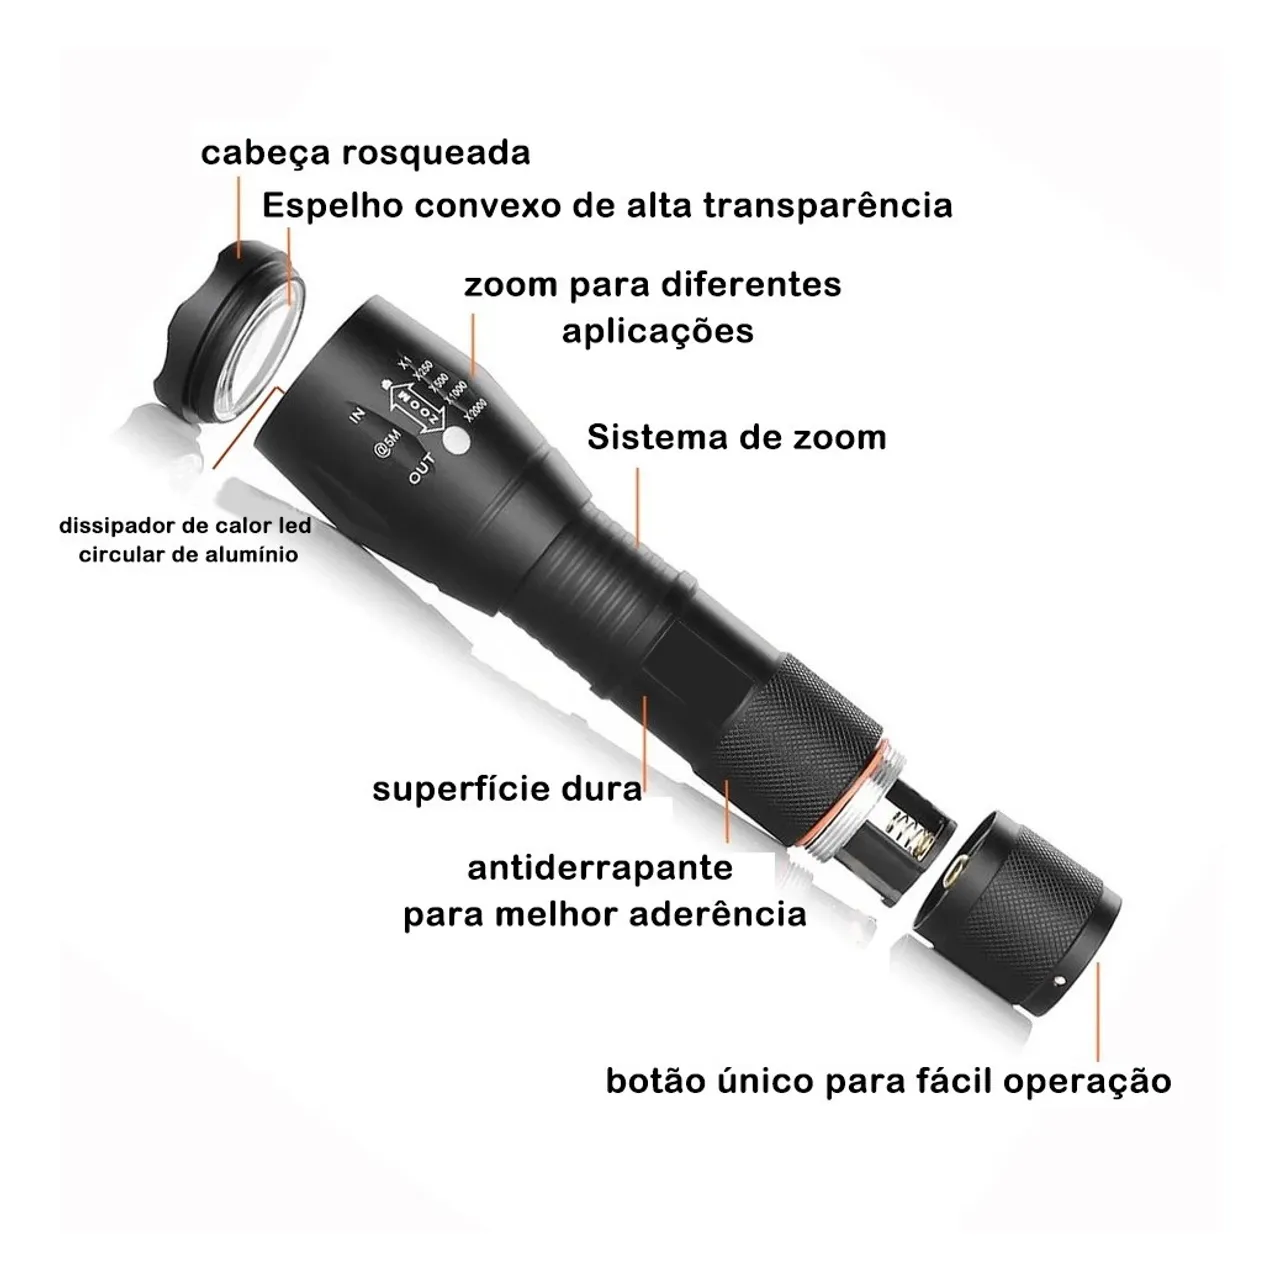 cabeça rosqueada
Espelho convexo de alta transparência
zoom para diferentes
aplicações
X1
X250
X500
X1000
X2000
ZOOM
IN
@5M
OUT
Sistema de zoom
dissipador de calor led
circular de alumínio
superfície dura
antiderrapante
para melhor aderência
botão único para fácil operação